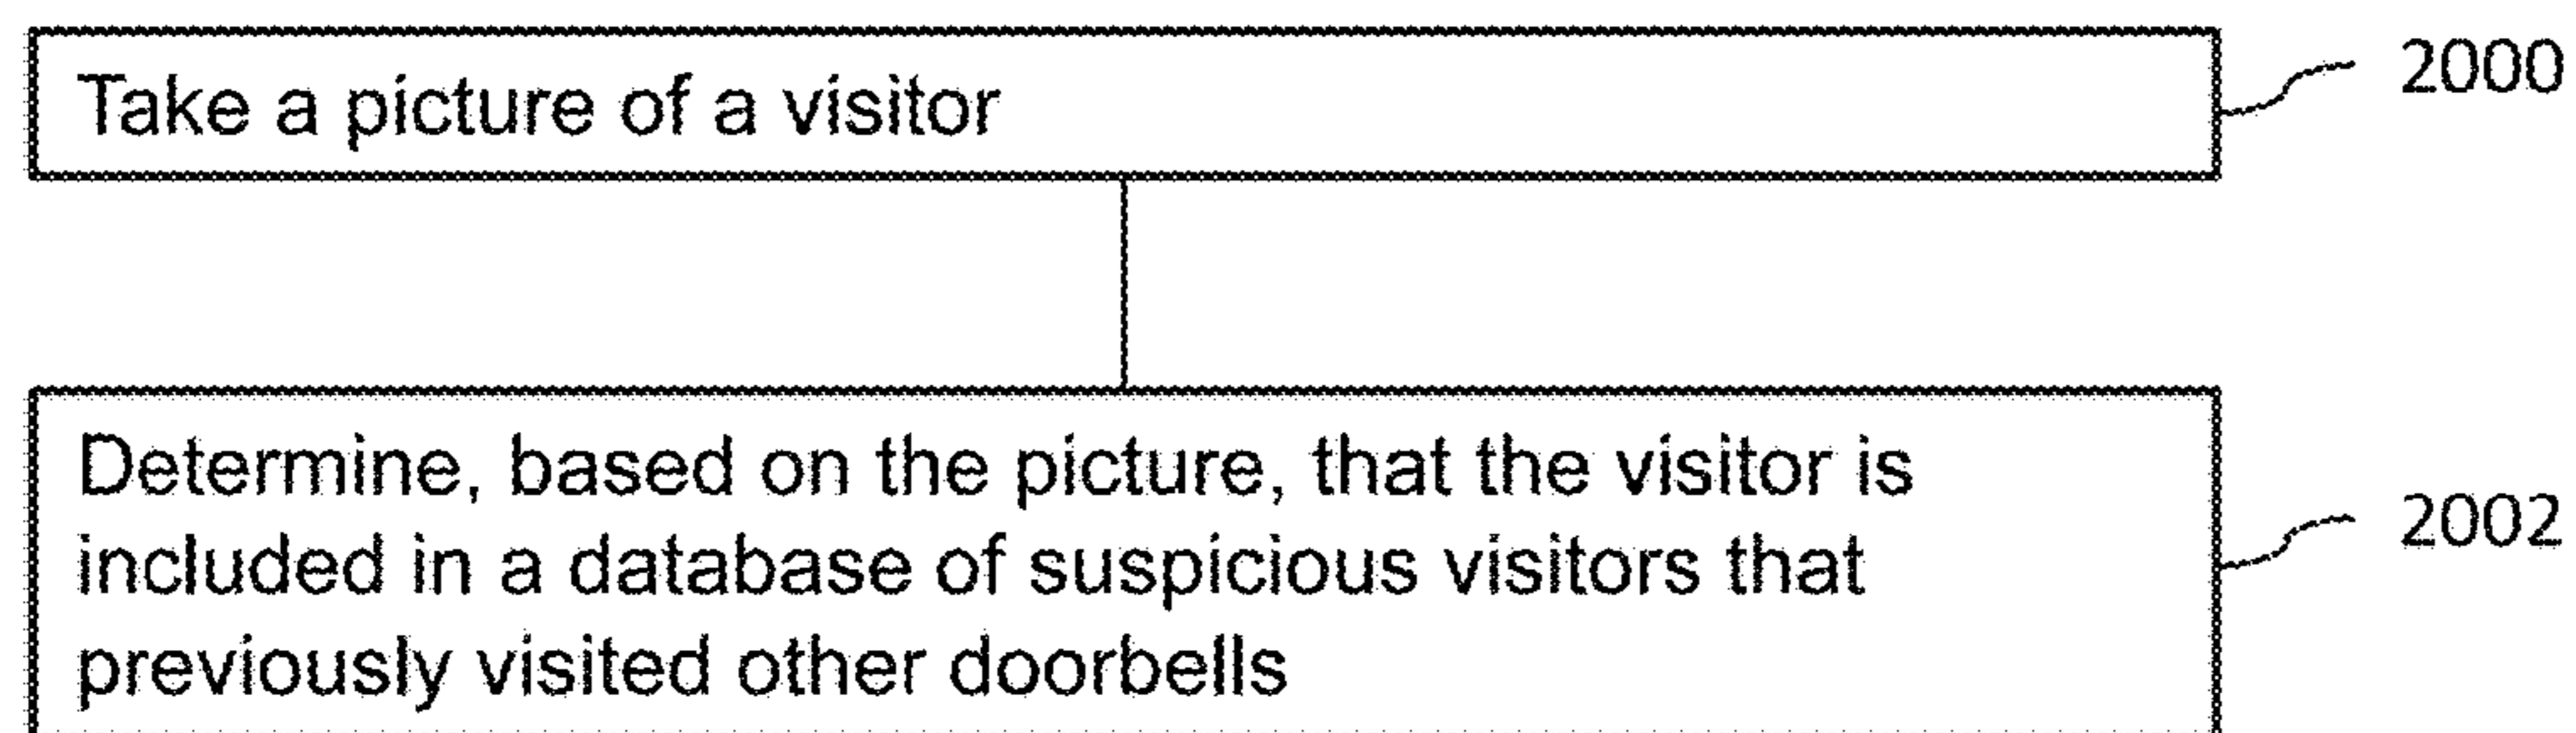 Take a picture of a visitor
2000
Determine, based on the picture, that the visitor is
included in a database of suspicious visitors that
previously visited other doorbells
2002